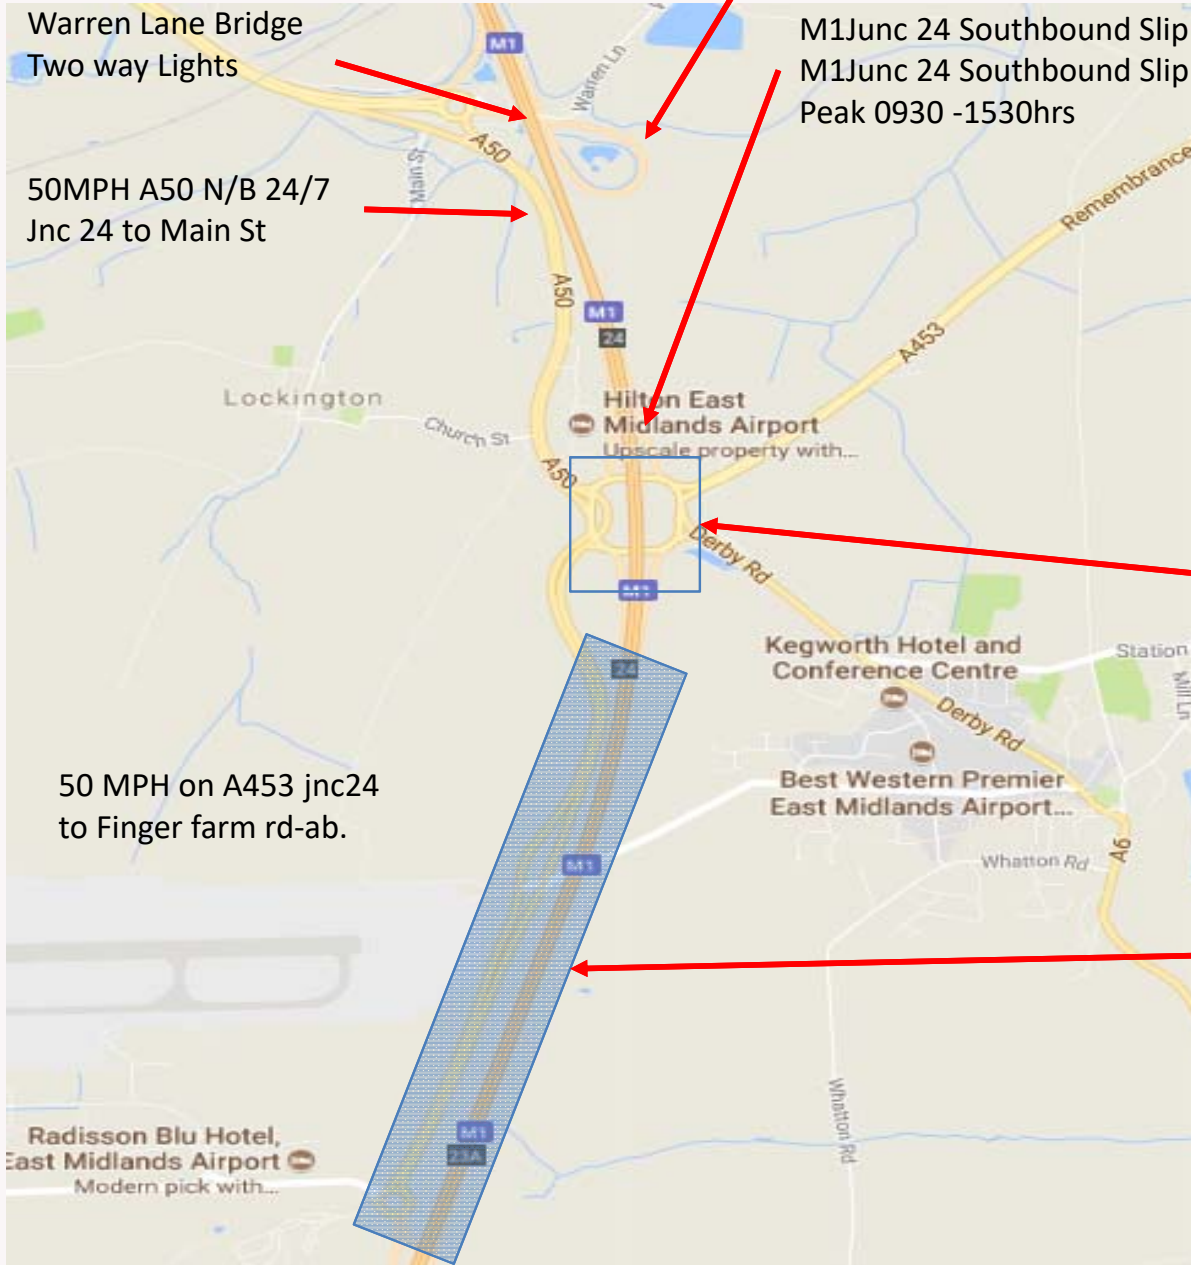 Warren Lane Bridge
Two way Lights
M1Junc 24 Southbound Slip
M1Junc 24 Southbound Slip
Peak 0930 -1530hrs
M1
Warren Ln
A50
Main St
50MPH A50 N/B 24/7
Jnc 24 to Main St
Remembrance
A50
M1
24
A453
Lockington
Hilton East
Midlands Airport
Upscale property with...
Church St
A50
Derby Rd
M1
Kegworth Hotel and
Conference Centre
Station
Mill Ln
24
Derby Rd
50 MPH on A453 jnc24
to Finger farm rd-ab.
Best Western Premier
East Midlands Airport...
M1
Whatton Rd
A6
Whatton Rd
M1
23A
Radisson Blu Hotel,
East Midlands Airport
Modern pick with...